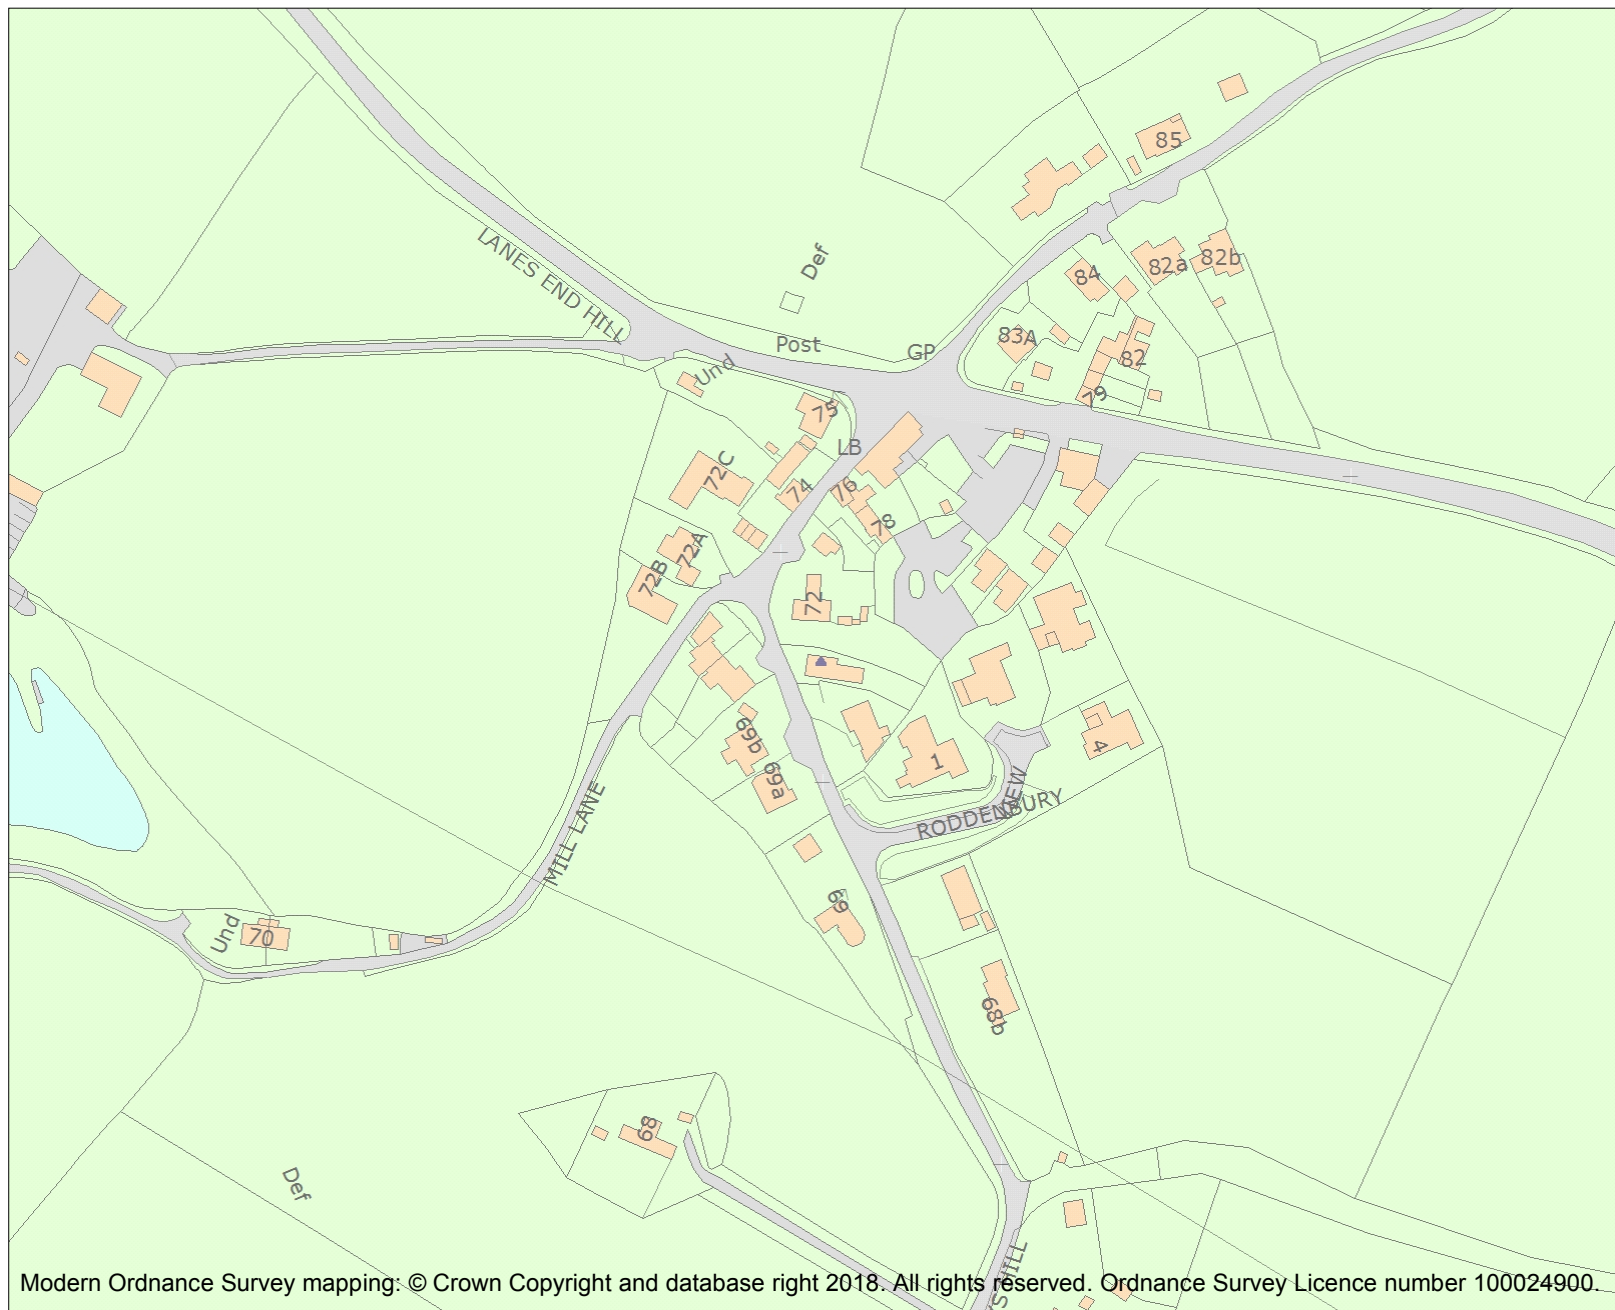 85
LANES END HILL
Def
84
82a
82b
83A
Post
GP
82
Und
79
75
LB
72C
74
76
78
72A
72B
72
69b
1
4
69a
RODDENBURY
VIEW
MILL LANE
69
Und
70
68b
68
Def
'S HILL
Modern Ordnance Survey mapping: © Crown Copyright and database right 2018. All rights reserved. Ordnance Survey Licence number 100024900.